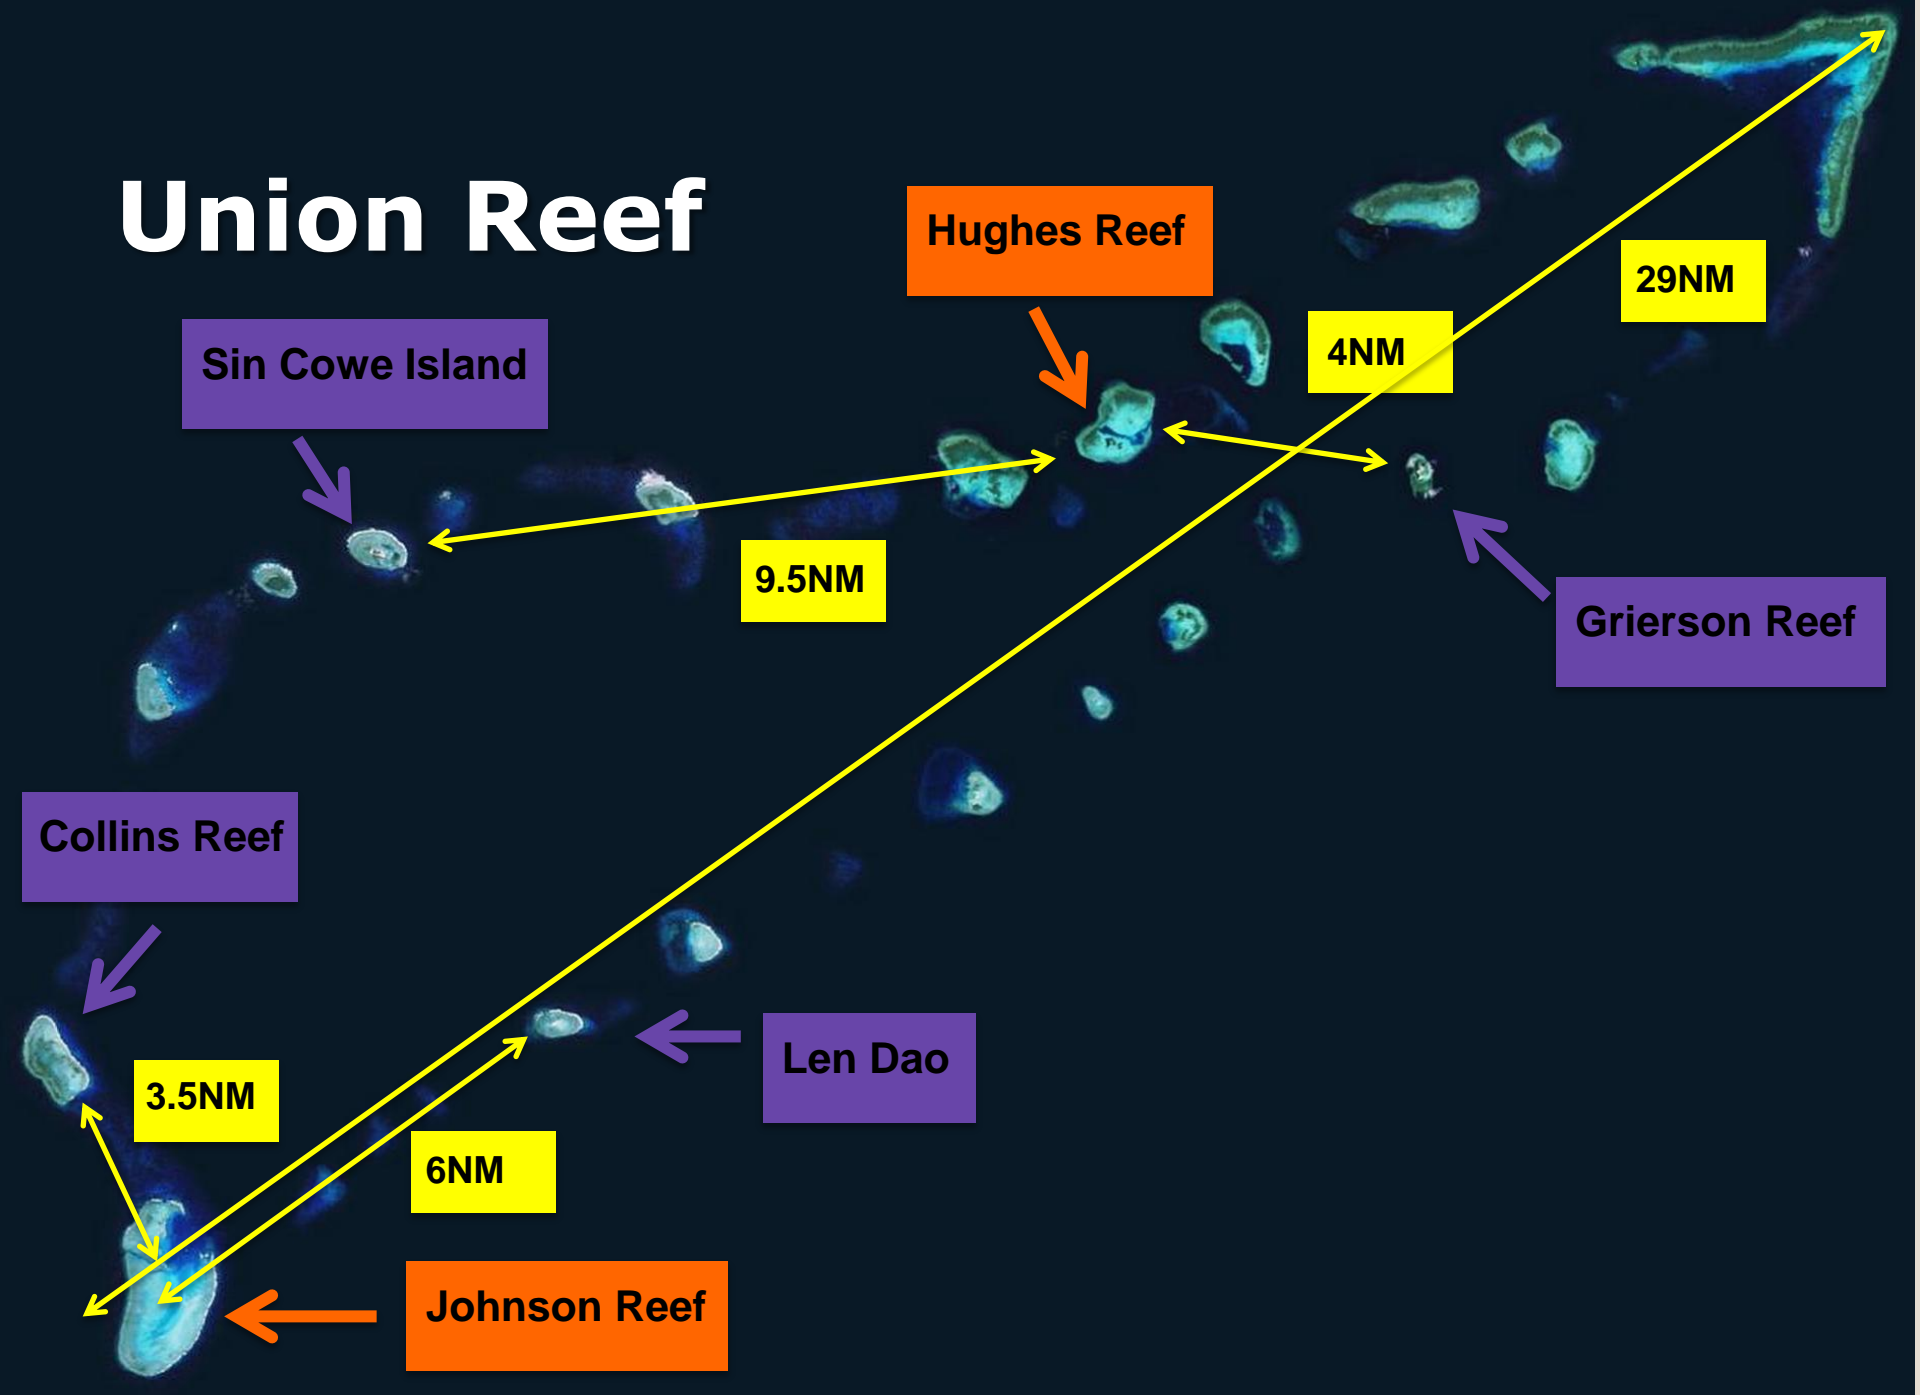 Union Reef
Hughes Reef
29NM
4NM
Sin Cowe Island
9.5NM
Grierson Reef
Collins Reef
Len Dao
3.5NM
6NM
Johnson Reef